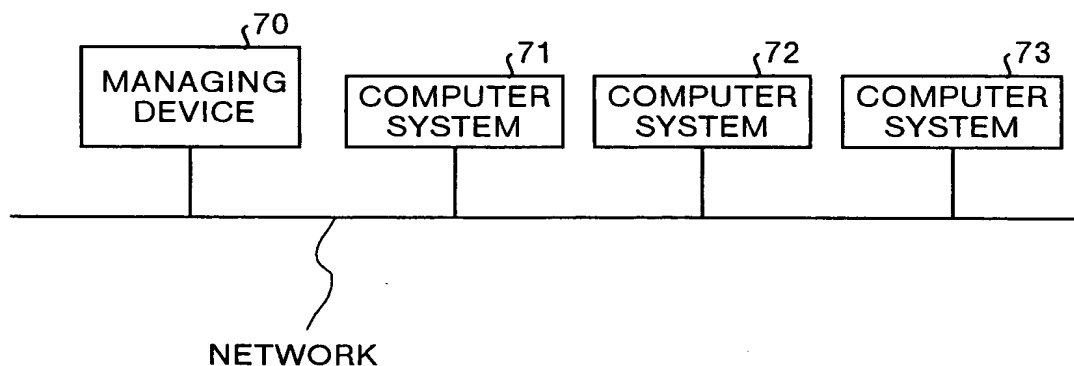 70
MANAGING
DEVICE
71
COMPUTER
SYSTEM
72
COMPUTER
SYSTEM
73
COMPUTER
SYSTEM
NETWORK